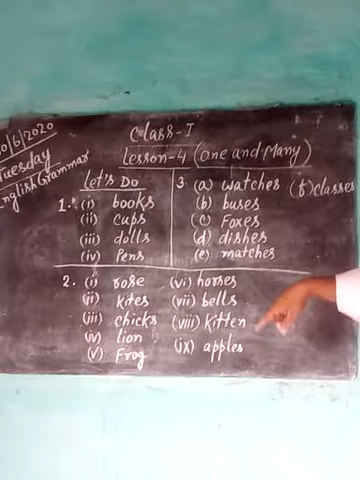 0/6/2020
Tuesday
English Grammar
Class-I
Lesson-4 (One and Many)
Let's Do
1. (i) books
(ii) cups
(iii) dolls
(iv) Pens
3 (a) watches (f) classes
(b) buses
(c) Foxes
(d) dishes
(e) matches
2. (i) rose
(ii) kites
(iii) chicks
(iv) lion
(v) Frog
(vi) horses
(vii) bells
(viii) kitten
(ix) apples